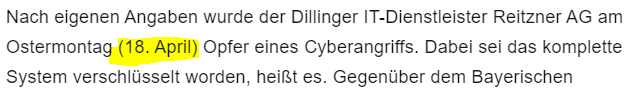 Nach eigenen Angaben wurde der Dillinger IT-Dienstleister Reitzner AG am
Ostermontag (18. April) Opfer eines Cyberangriffs. Dabei sei das komplette
System verschlüsselt worden, heißt es. Gegenüber dem Bayerischen